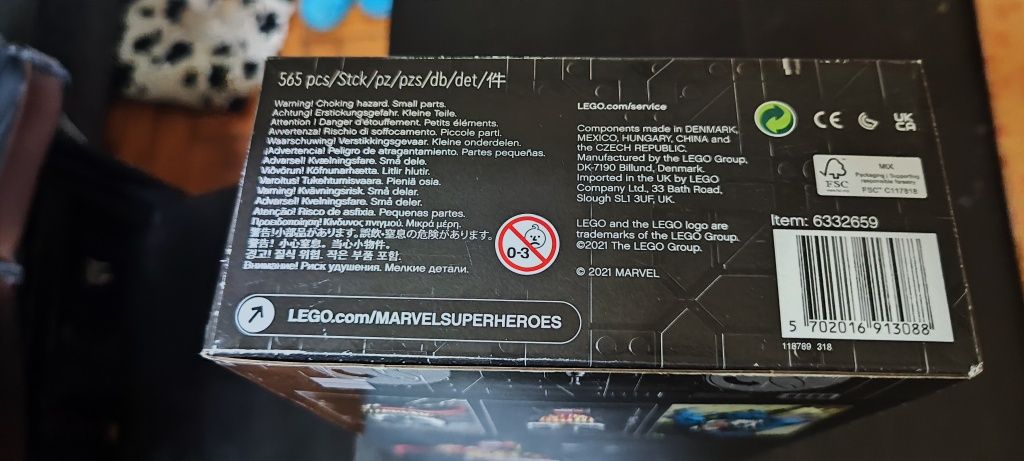 565 pcs/Stck/pz/pzs/db/det/件
Warning! Choking hazard. Small parts.
Achtung! Erstickungsgefahr. Kleine Teile.
Attention ! Danger d'étouffement. Petits éléments.
Avvertenza! Rischio di soffocamento. Piccole parti.
Waarschuwing! Verstikkingsgevaar. Kleine onderdelen.
¡Advertencia! Peligro de atragantamiento. Partes pequeñas.
Advarsel! Kvælningsfare. Små dele.
Viðvörun! Köfnunarhætta. Litlir hlutir.
Varoitus! Tukehtumisvaara. Pieniä osia.
Varning! Kvävningsrisk. Små delar.
Advarsel! Kvelningsfare. Små deler.
Atenção! Risco de asfixia. Pequenas partes.
Προειδοποίηση! Κίνδυνος πνιγμού. Μικρά μέρη.
警告!小部品があります。誤飲・窒息の危険があります。
警告! 小心窒息。当心小物件。
경고! 질식 위험. 작은 부품 포함.
Внимание! Риск удушения. Мелкие детали.
0-3
LEGO.com/MARVELSUPERHEROES
LEGO.com/service
Components made in DENMARK,
MEXICO, HUNGARY, CHINA and
the CZECH REPUBLIC.
Manufactured by the LEGO Group,
DK-7190 Billund, Denmark.
Imported in the UK by LEGO
Company Ltd., 33 Bath Road,
Slough SL1 3UF, UK.
LEGO and the LEGO logo are
trademarks of the LEGO Group.
©2021 The LEGO Group.
© 2021 MARVEL
CE
UK
CA
FSC
MIX
Packaging | Supporting
responsible forestry
FSC® C117818
Item: 6332659
5 702016 913088
118789 318